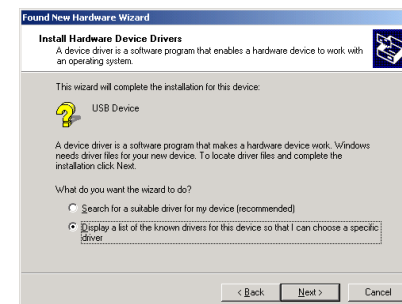 Found New Hardware Wizard
Install Hardware Device Drivers
A device driver is a software program that enables a hardware device to work with
an operating system.
This wizard will complete the installation for this device:
USB Device
A device driver is a software program that makes a hardware device work. Windows
needs driver files for your new device. To locate driver files and complete the
installation click Next.
What do you want the wizard to do?
Search for a suitable driver for my device (recommended)
Display a list of the known drivers for this device so that I can choose a specific
driver
< Back Next > Cancel